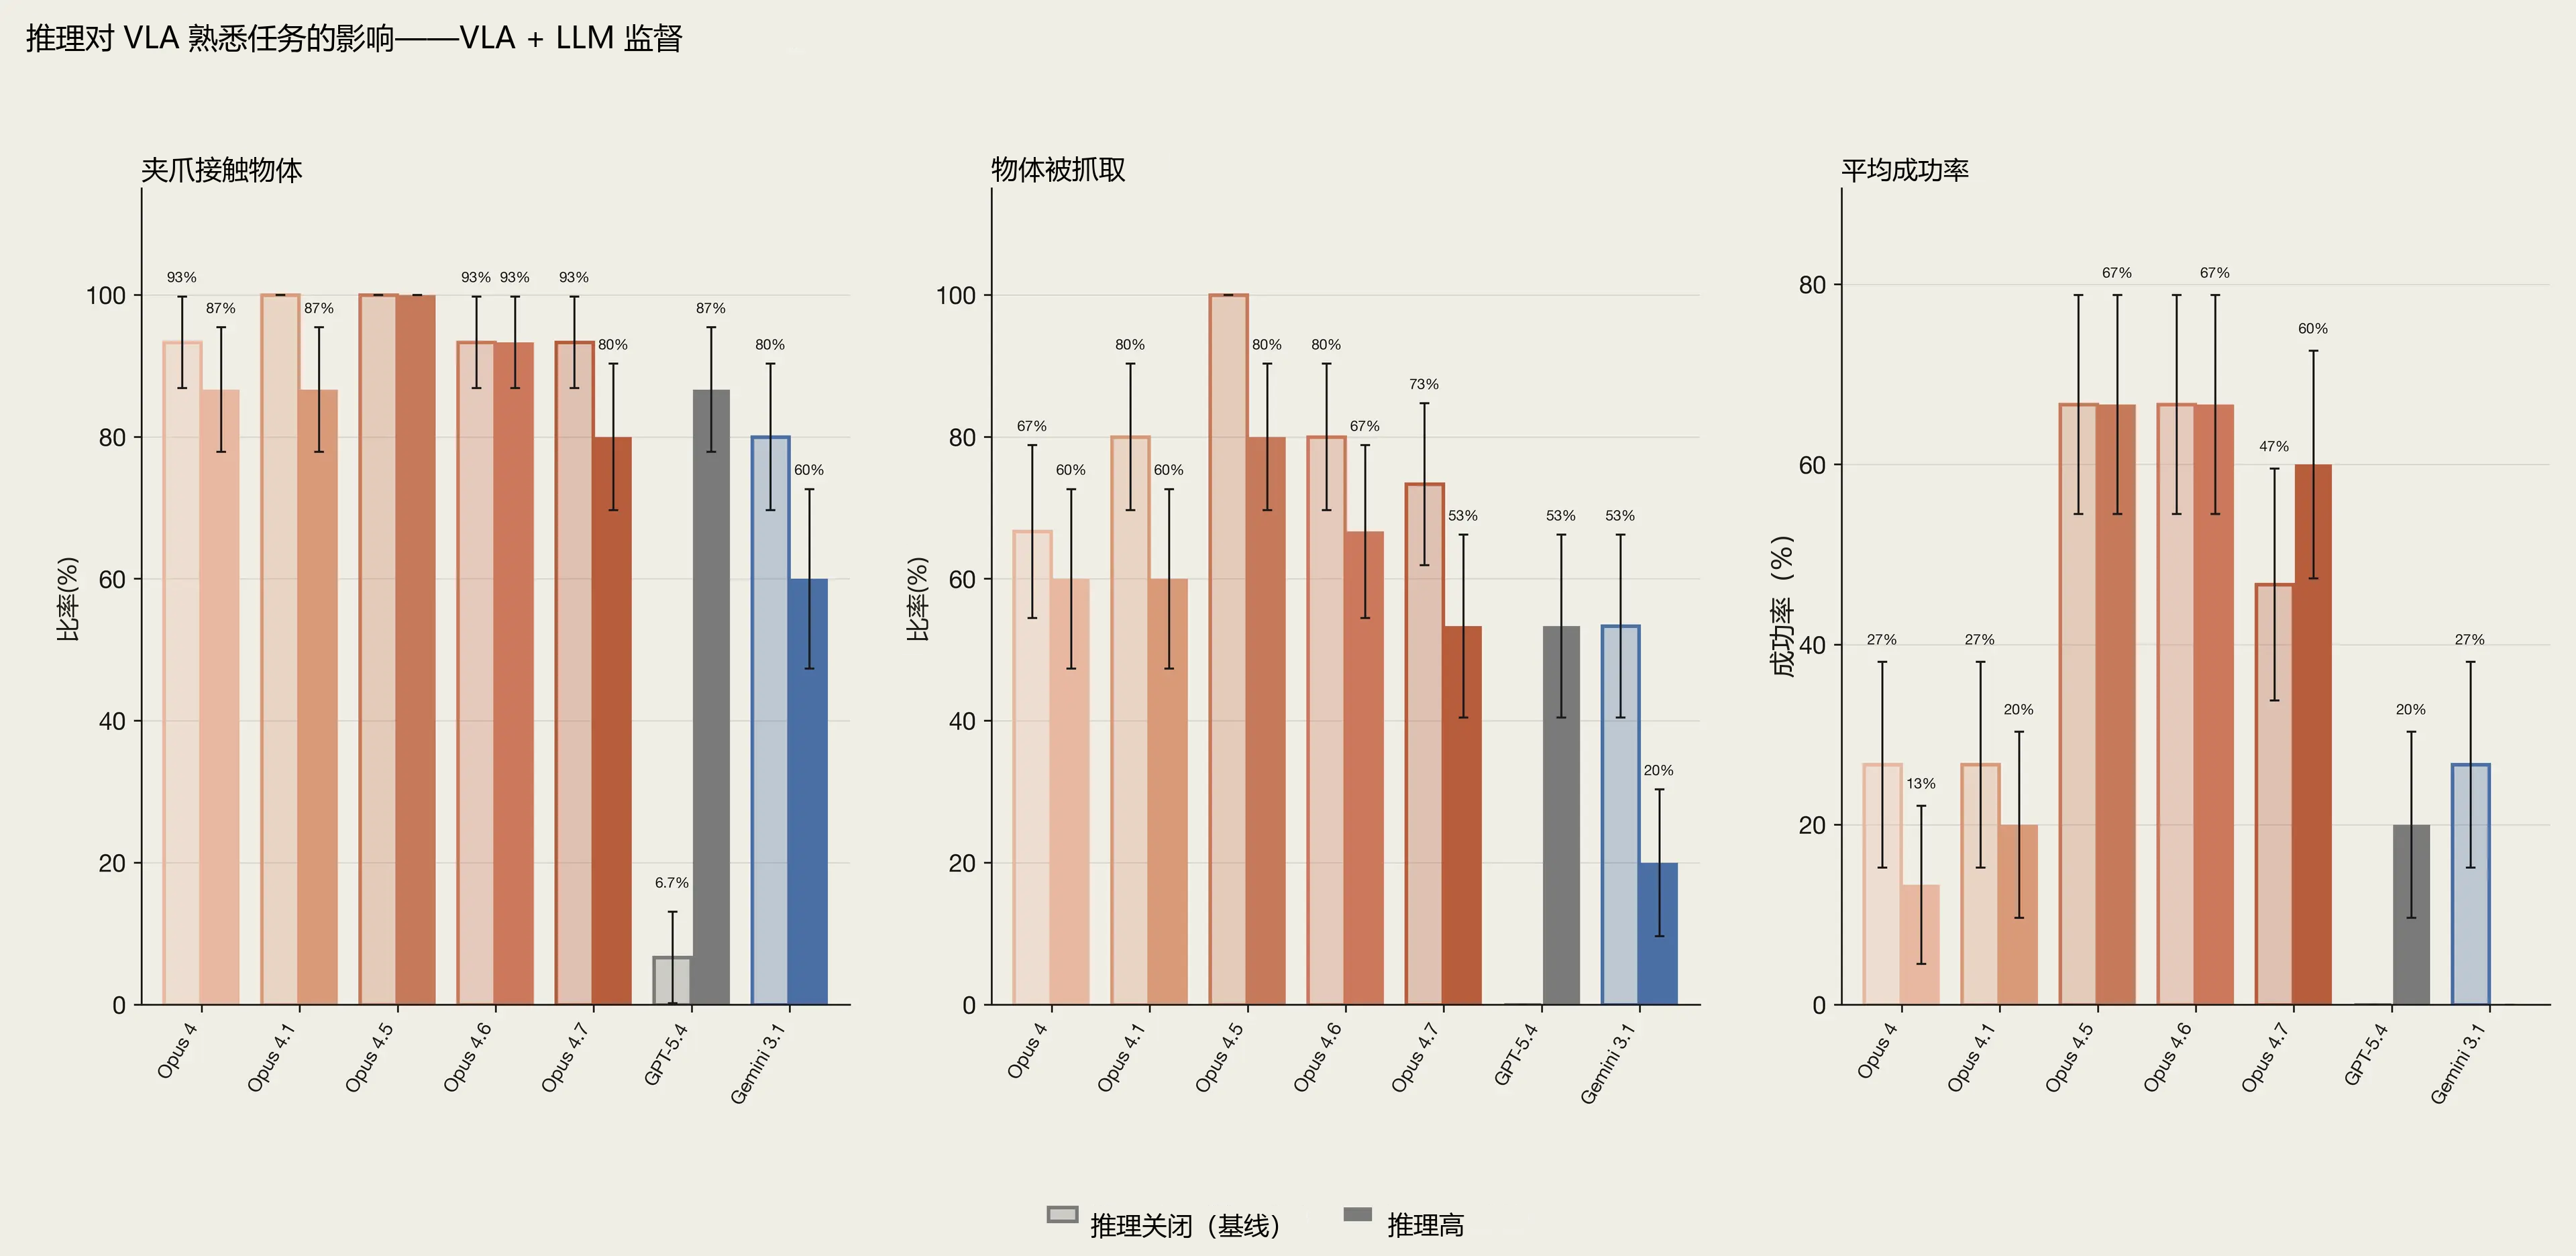 推理对 VLA 熟悉任务的影响——VLA + LLM 监督
夹爪接触物体
比率(%)
100
80
60
40
20
0
93%
87%
87%
93%
93%
93%
80%
6.7%
87%
80%
60%
Opus 4
Opus 4.1
Opus 4.5
Opus 4.6
Opus 4.7
GPT-5.4
Gemini 3.1
物体被抓取
比率(%)
100
80
60
40
20
0
67%
60%
80%
60%
80%
80%
67%
73%
53%
53%
53%
20%
Opus 4
Opus 4.1
Opus 4.5
Opus 4.6
Opus 4.7
GPT-5.4
Gemini 3.1
平均成功率
成功率（%）
80
60
40
20
0
27%
13%
27%
20%
67%
67%
47%
60%
20%
27%
Opus 4
Opus 4.1
Opus 4.5
Opus 4.6
Opus 4.7
GPT-5.4
Gemini 3.1
推理关闭（基线）
推理高